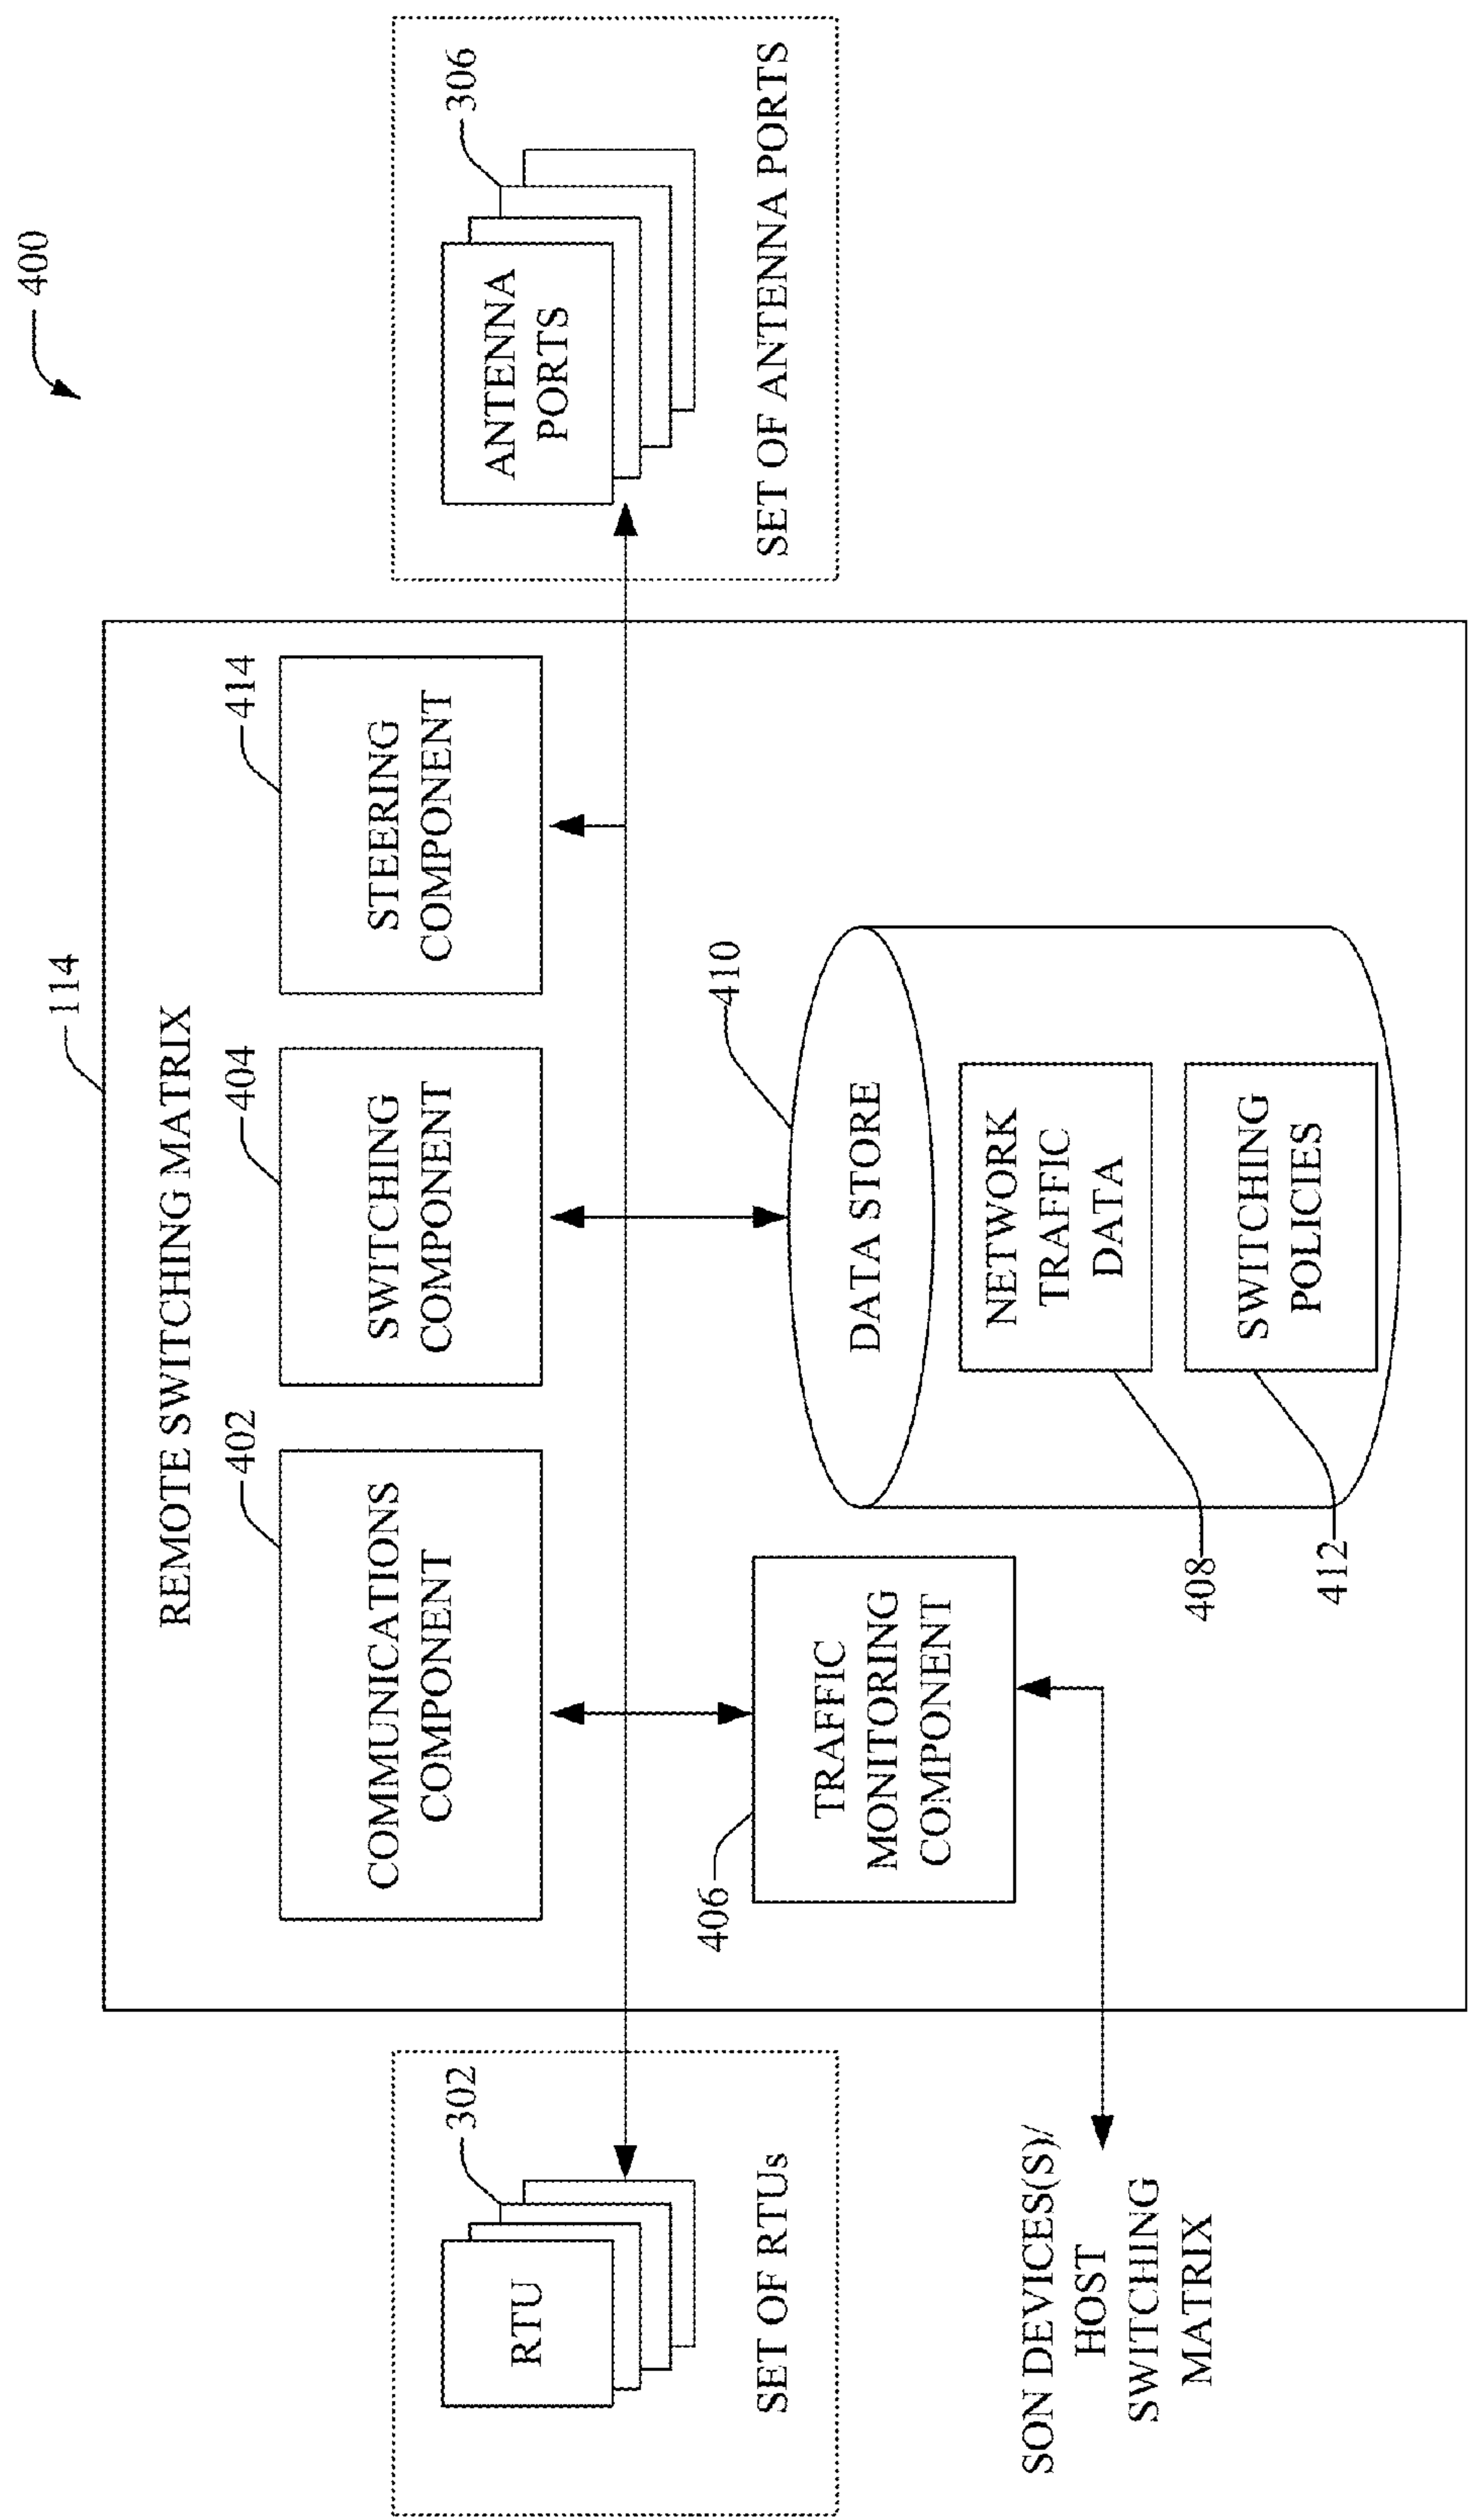 400
114
REMOTE SWITCHING MATRIX
402
404
414
COMMUNICATIONS
COMPONENT
SWITCHING
COMPONENT
STEERING
COMPONENT
302
RTU
SET OF RTUs
306
ANTENNA
PORTS
SET OF ANTENNA PORTS
406
TRAFFIC
MONITORING
COMPONENT
410
DATA STORE
NETWORK
TRAFFIC
DATA
408
SWITCHING
POLICIES
412
SON DEVICES(S)/
HOST
SWITCHING
MATRIX